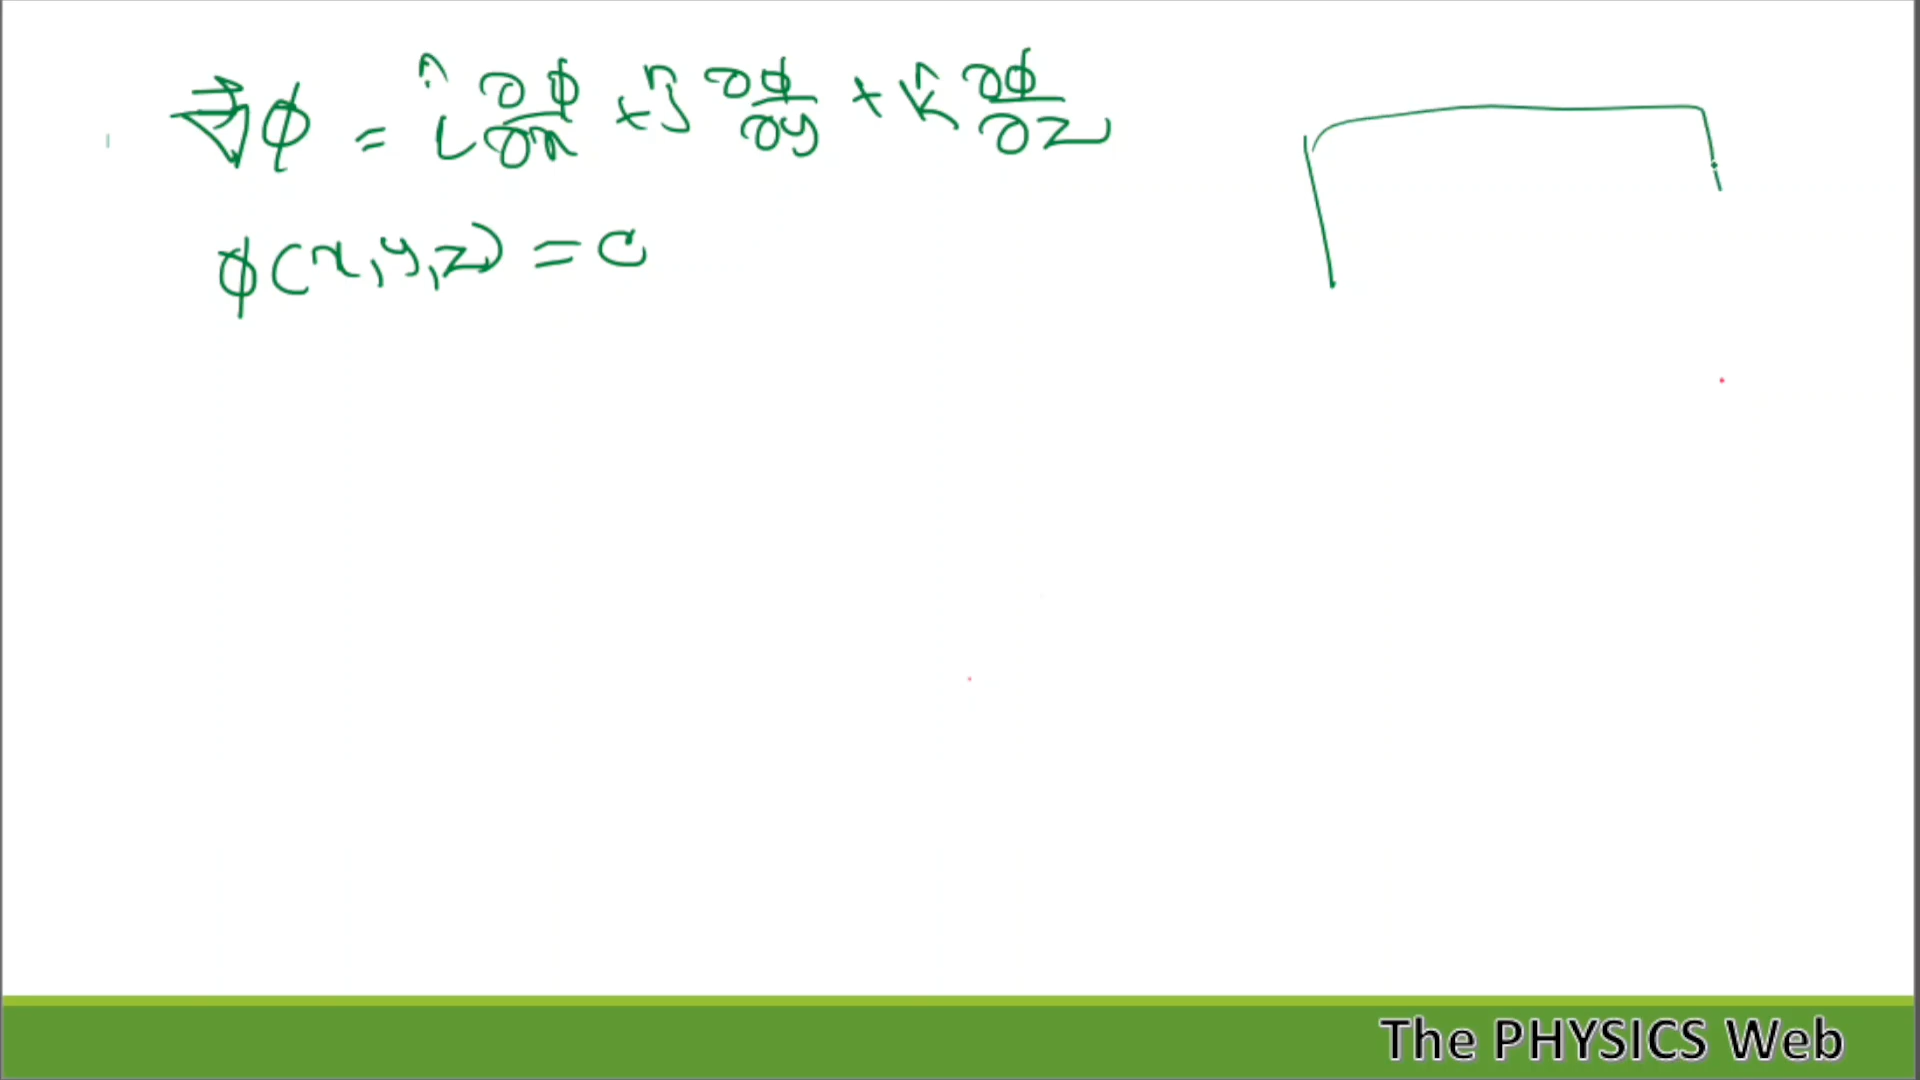 ∇⃗φ = î ∂φ/∂x + ĵ ∂φ/∂y + k̂ ∂φ/∂z
φ(x,y,z) = c
The PHYSICS Web